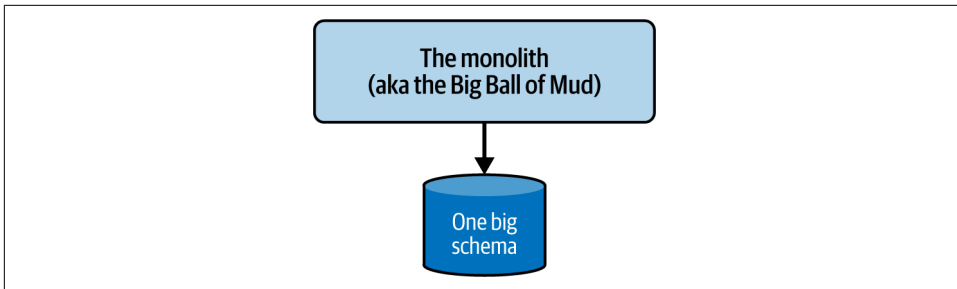 The monolith
(aka the Big Ball of Mud)
One big
schema